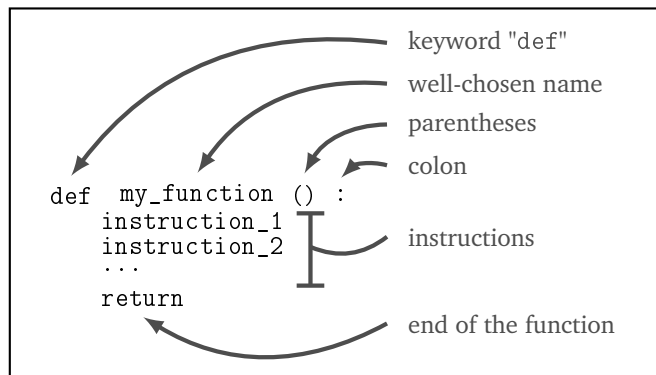 keyword "def"
well-chosen name
parentheses
colon
def my_function () :
instruction_1
instruction_2
...
return
instructions
end of the function